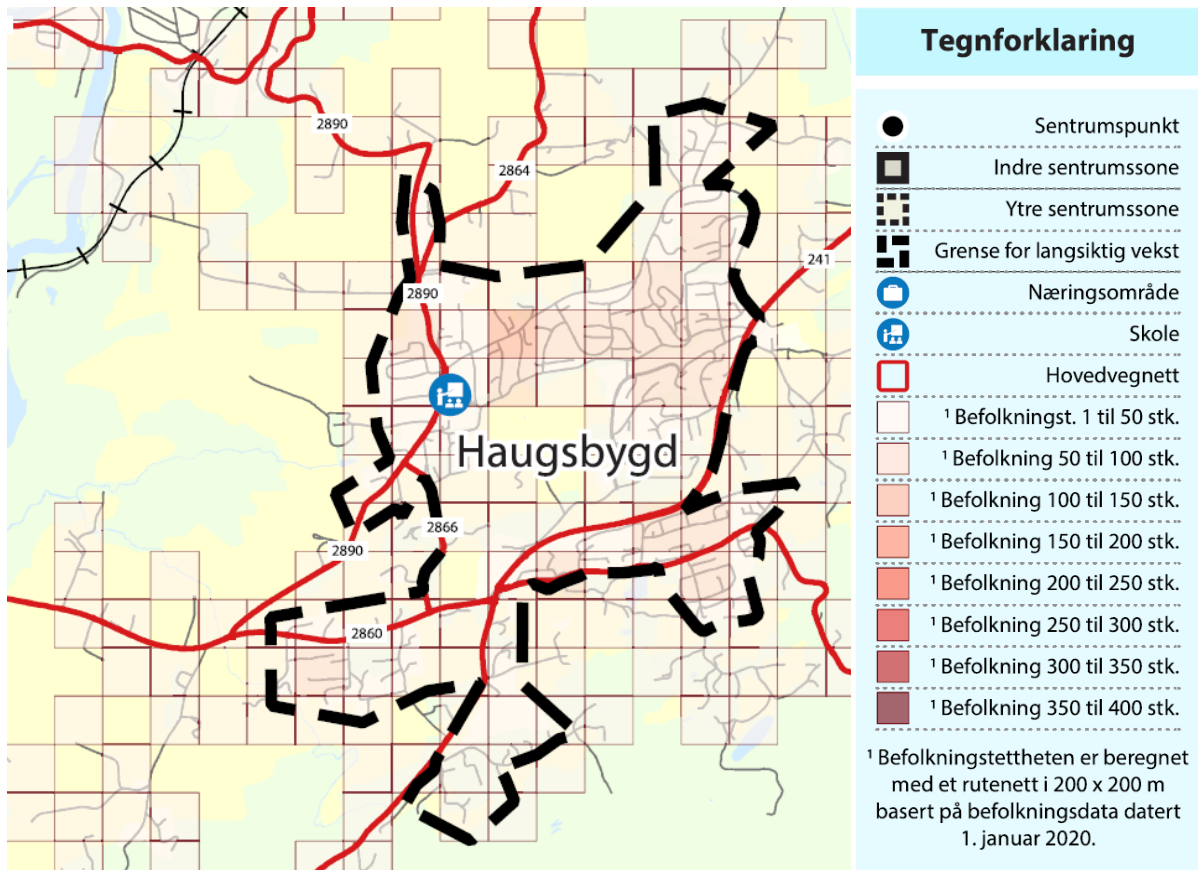 2890
2864
241
2890
Haugsbygd
2866
2890
2860
Tegnforklaring
Sentrumspunkt
Indre sentrumssone
Ytre sentrumssone
Grense for langsiktig vekst
Næringsområde
Skole
Hovedvegnett
¹ Befolkningst. 1 til 50 stk.
¹ Befolkning 50 til 100 stk.
¹ Befolkning 100 til 150 stk.
¹ Befolkning 150 til 200 stk.
¹ Befolkning 200 til 250 stk.
¹ Befolkning 250 til 300 stk.
¹ Befolkning 300 til 350 stk.
¹ Befolkning 350 til 400 stk.
¹ Befolkningstettheten er beregnet
med et rutenett i 200 x 200 m
basert på befolkningsdata datert
1. januar 2020.